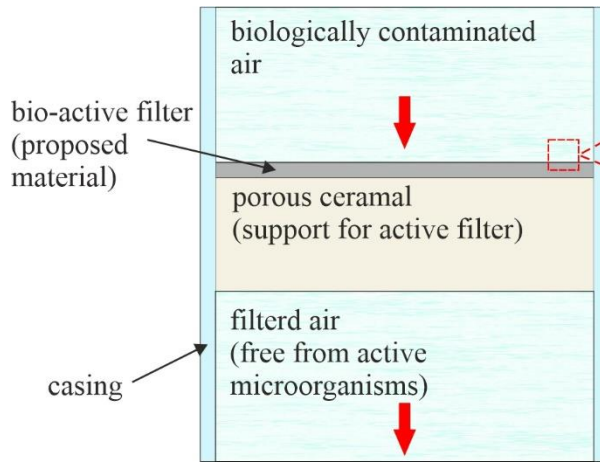 biologically contaminated
air
bio-active filter
(proposed
material)
porous ceramal
(support for active filter)
filterd air
(free from active
microorganisms)
casing